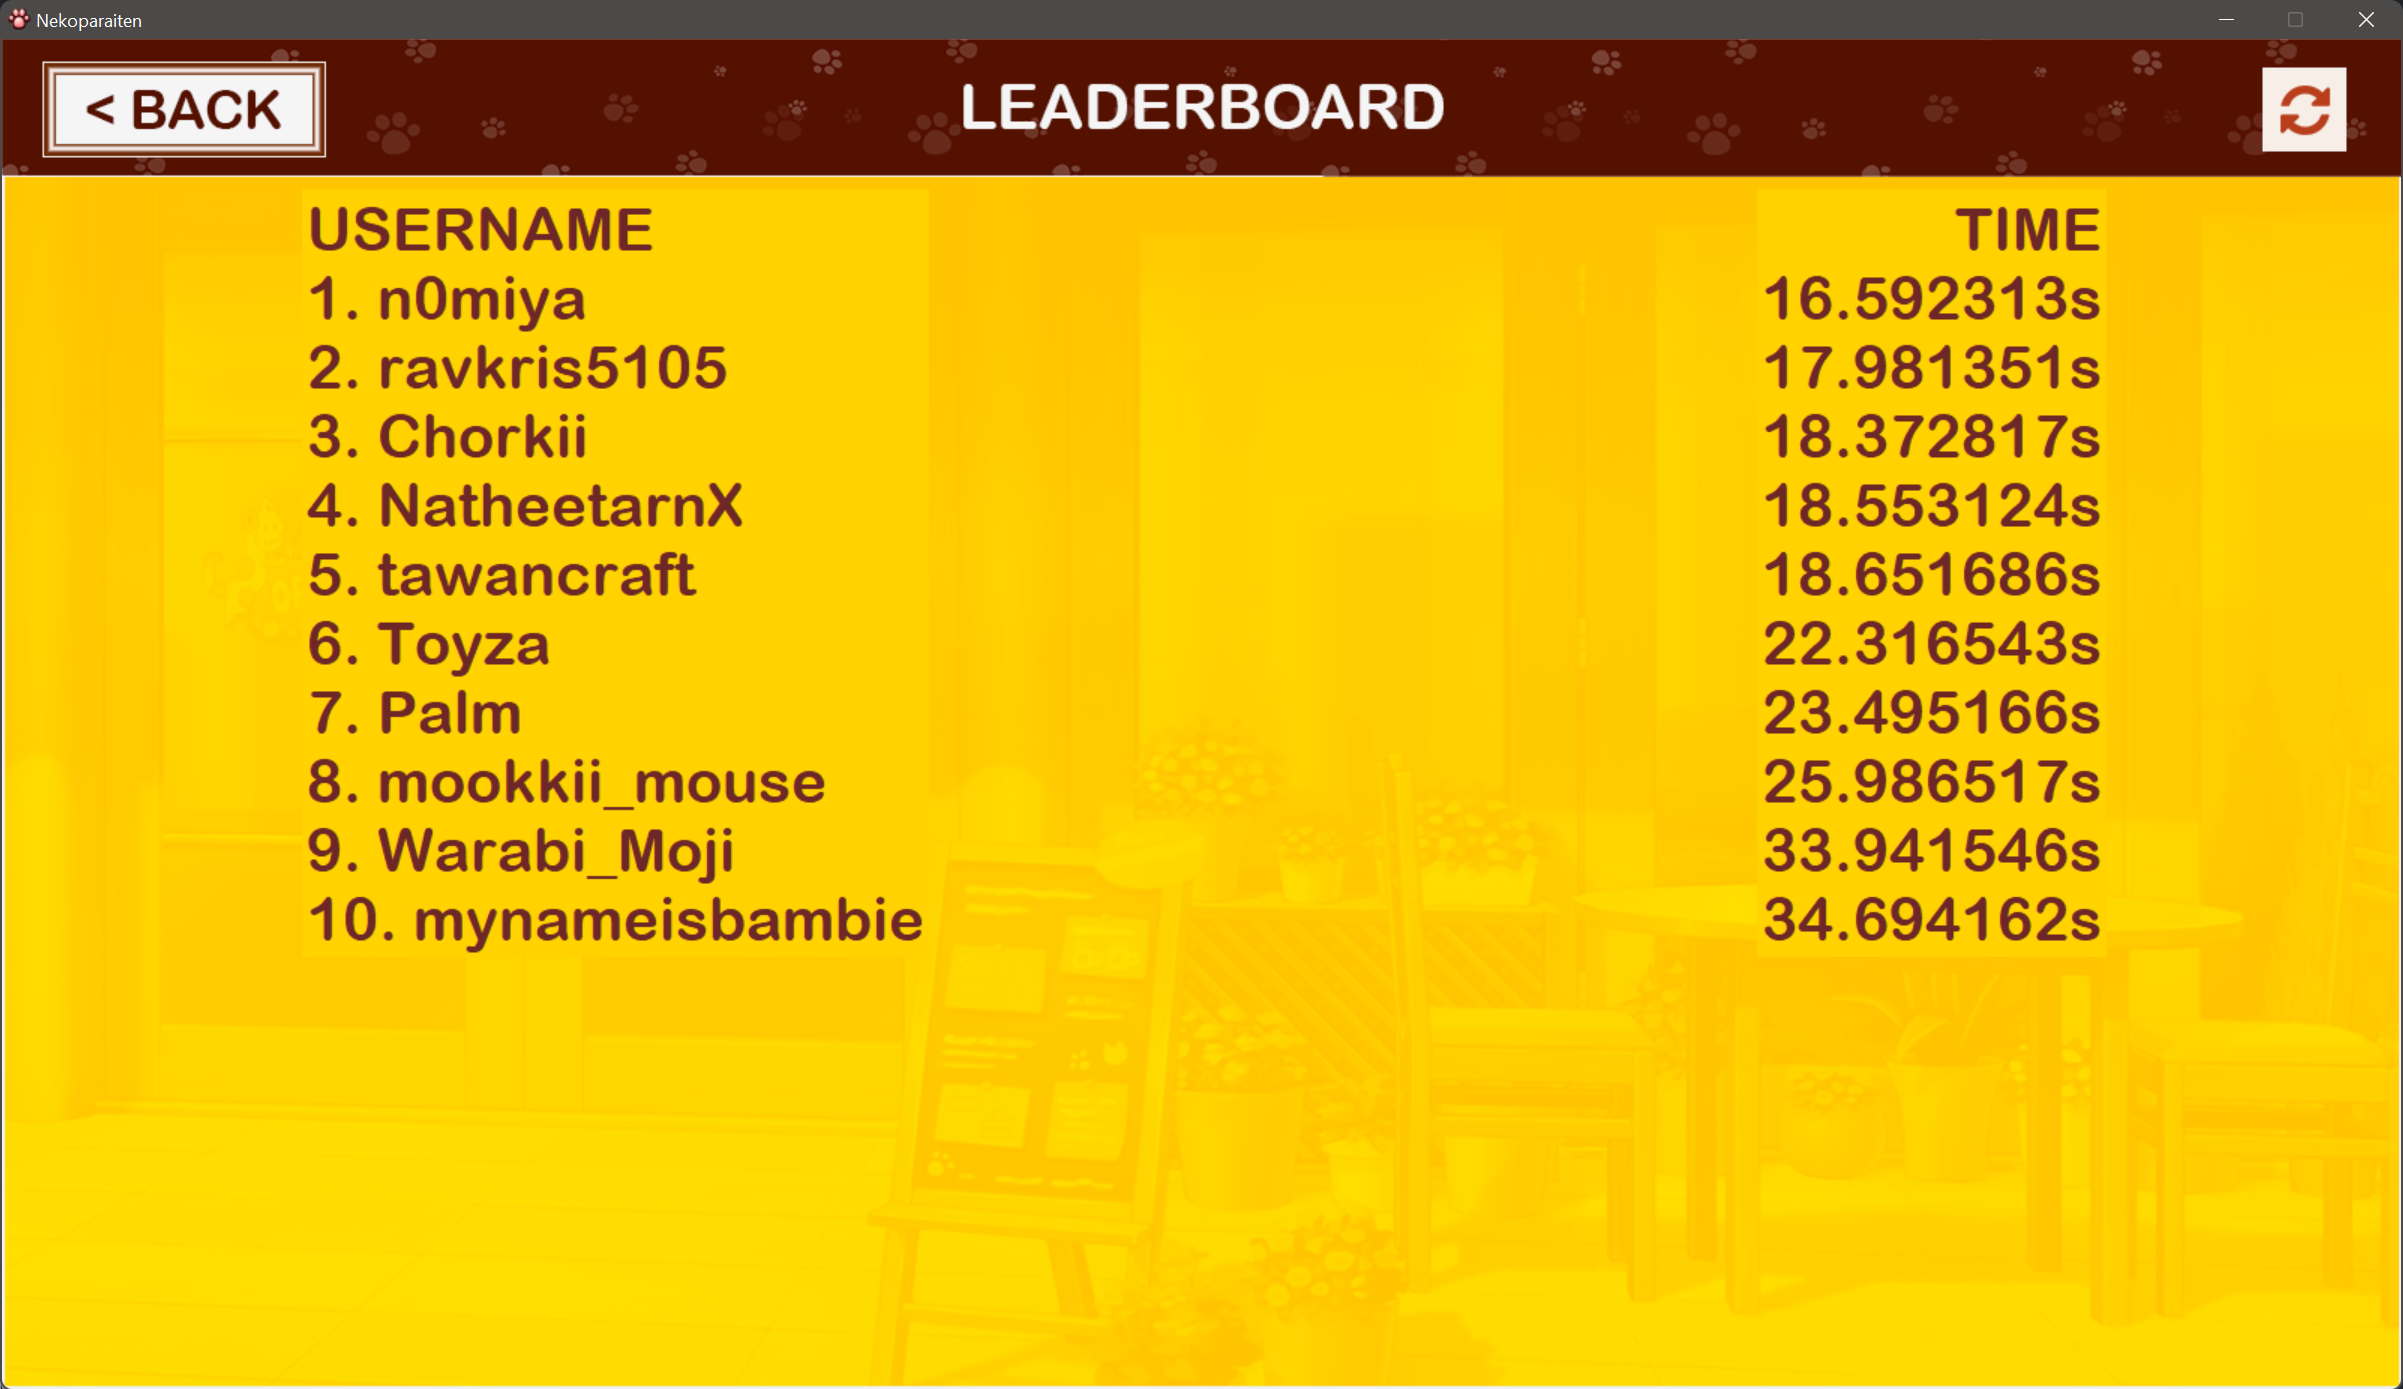 Nekoparaiten
< BACK
LEADERBOARD
USERNAME TIME
1. n0miya 16.592313s
2. ravkris5105 17.981351s
3. Chorkii 18.372817s
4. NatheetarnX 18.553124s
5. tawancraft 18.651686s
6. Toyza 22.316543s
7. Palm 23.495166s
8. mookkii_mouse 25.986517s
9. Warabi_Moji 33.941546s
10. mynameisbambie 34.694162s